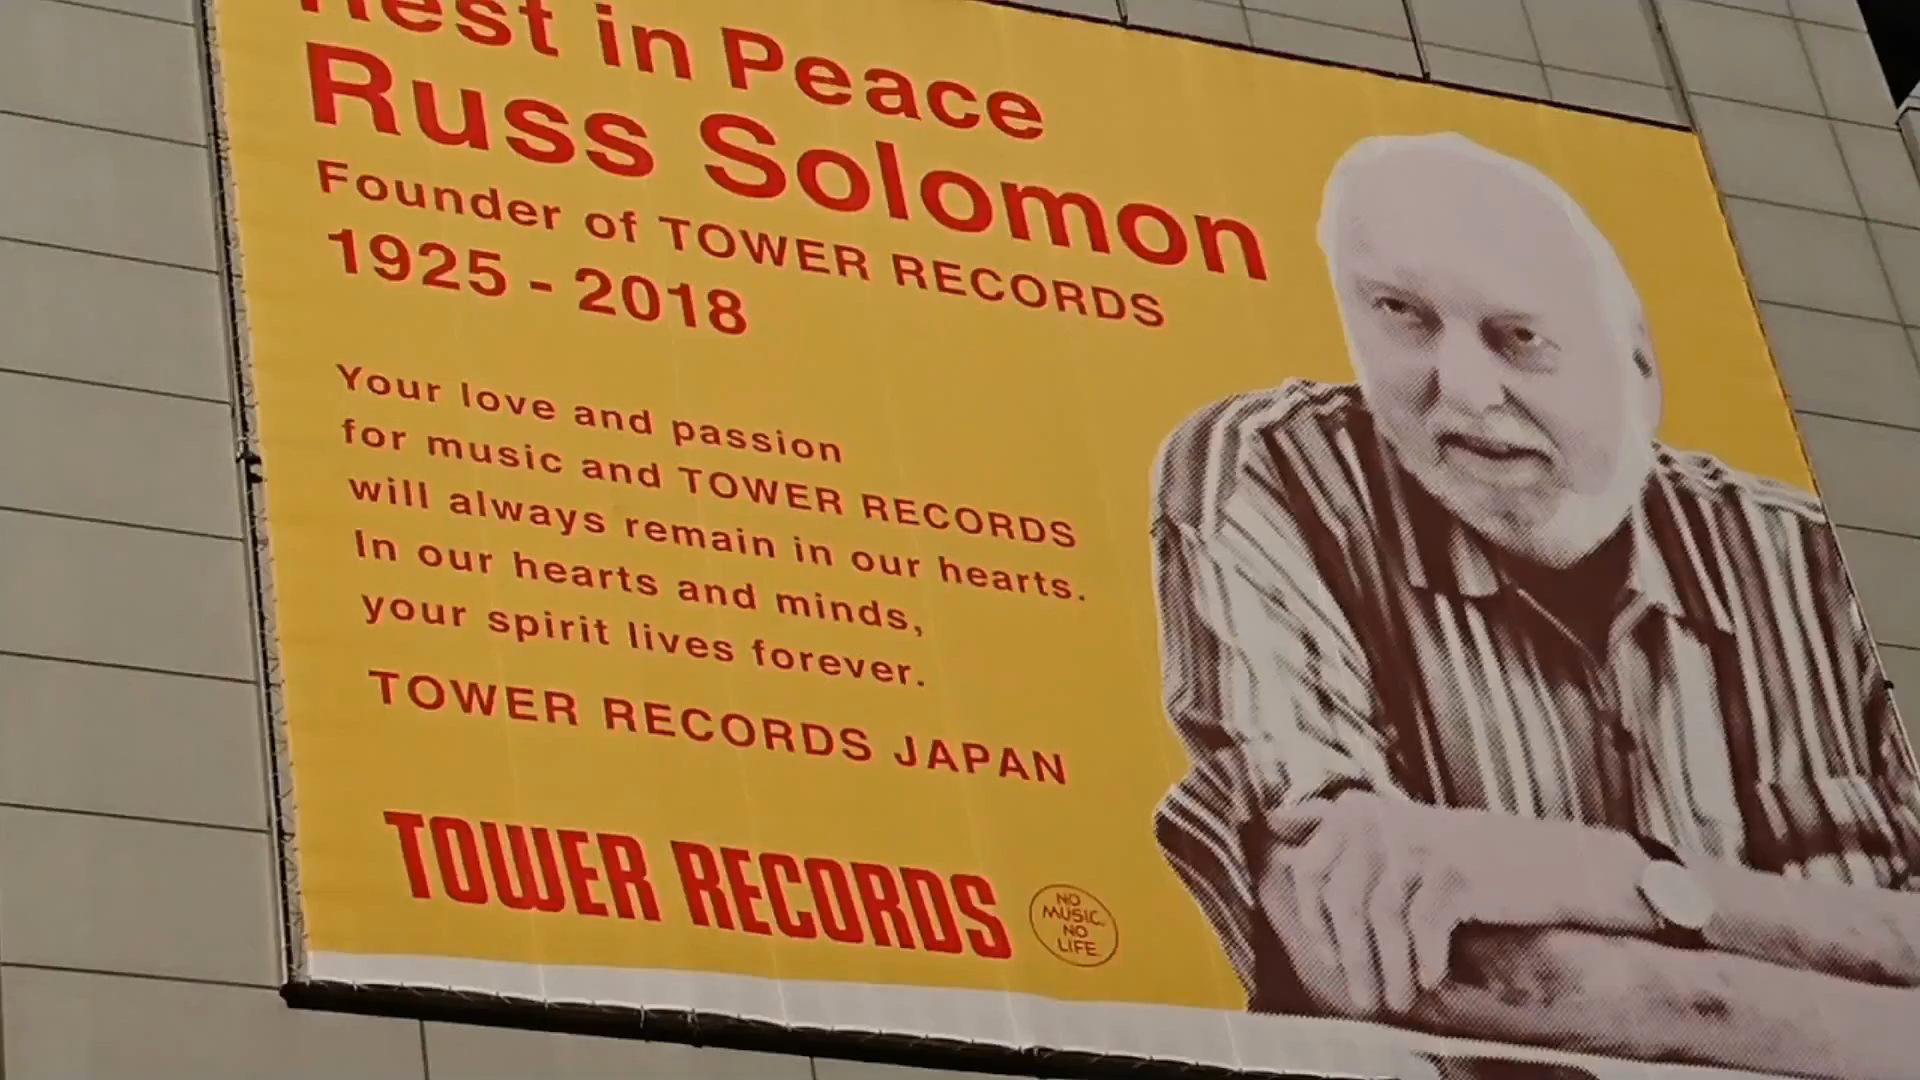 Rest in Peace
Russ Solomon
Founder of TOWER RECORDS
1925 - 2018
Your love and passion
for music and TOWER RECORDS
will always remain in our hearts.
In our hearts and minds,
your spirit lives forever.
TOWER RECORDS JAPAN
TOWER RECORDS
NO
MUSIC,
NO
LIFE.